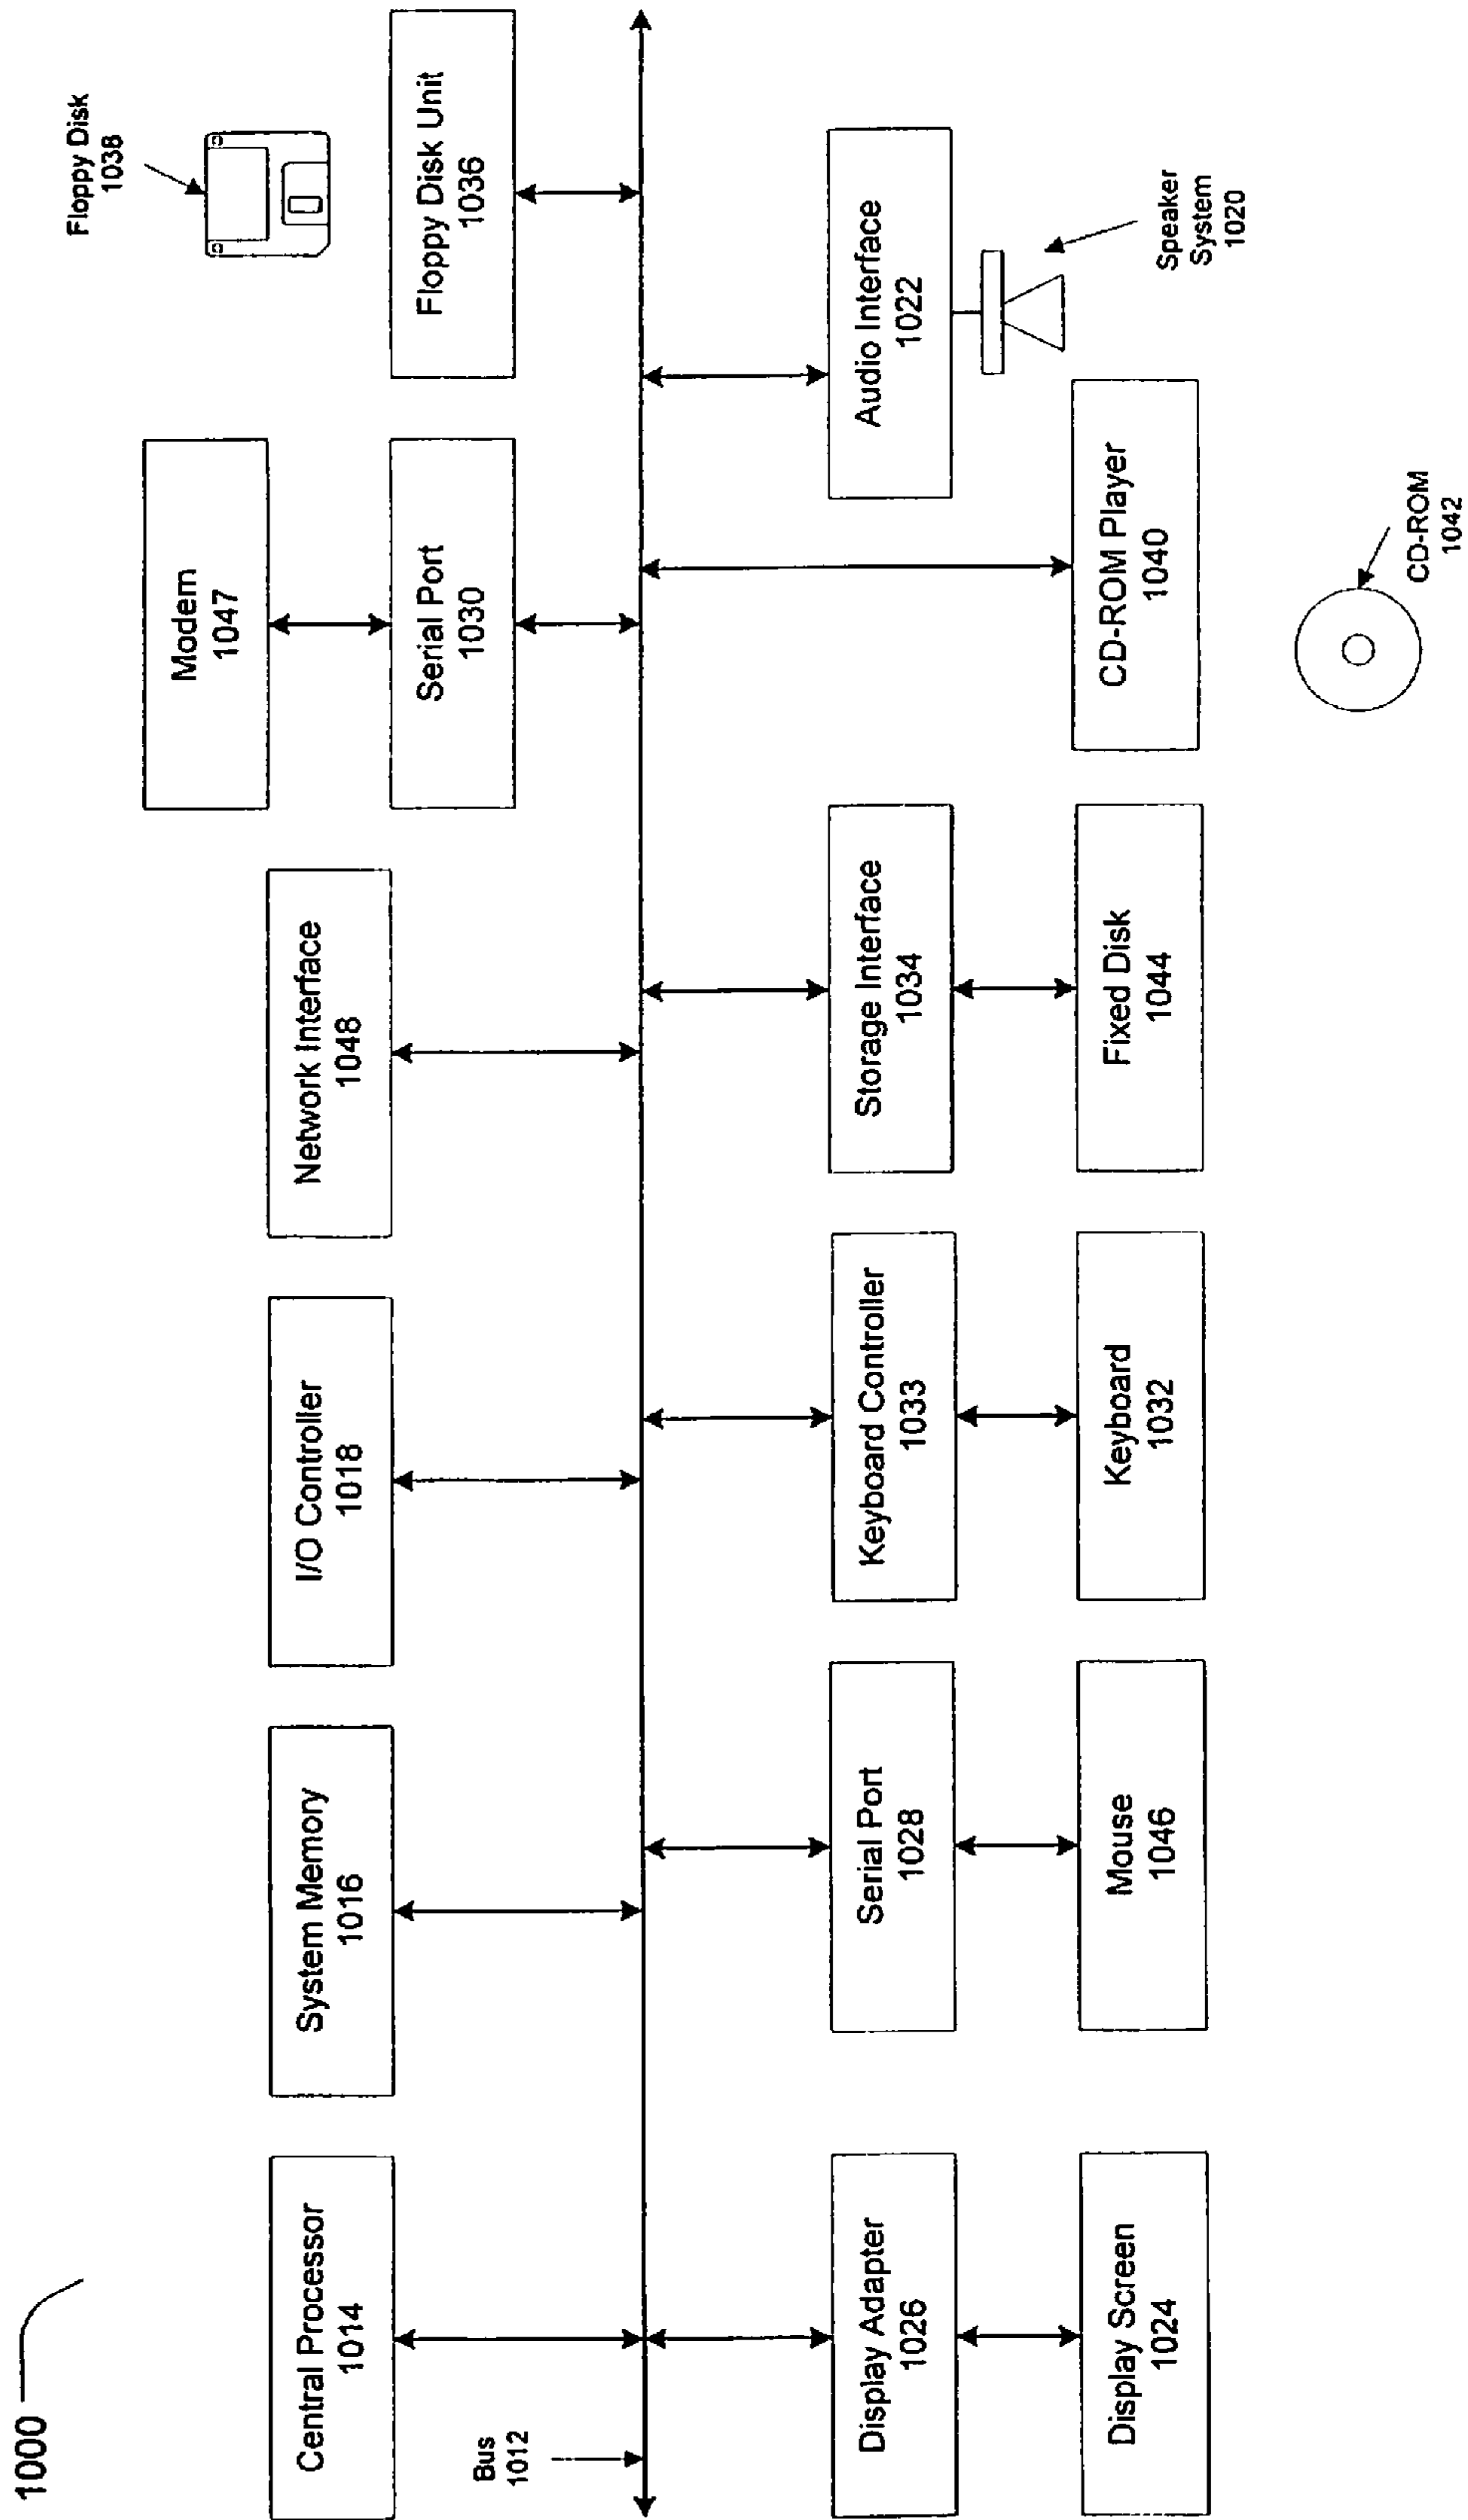 1000
Floppy Disk
1038
Modem
1047
Central Processor
1014
System Memory
1016
I/O Controller
1018
Network Interface
1048
Serial Port
1030
Floppy Disk Unit
1036
Bus
1012
Display Adapter
1026
Serial Port
1028
Keyboard Controller
1033
Storage Interface
1034
Audio Interface
1022
Display Screen
1024
Mouse
1046
Keyboard
1032
Fixed Disk
1044
CD-ROM Player
1040
Speaker
System
1020
CD-ROM
1042